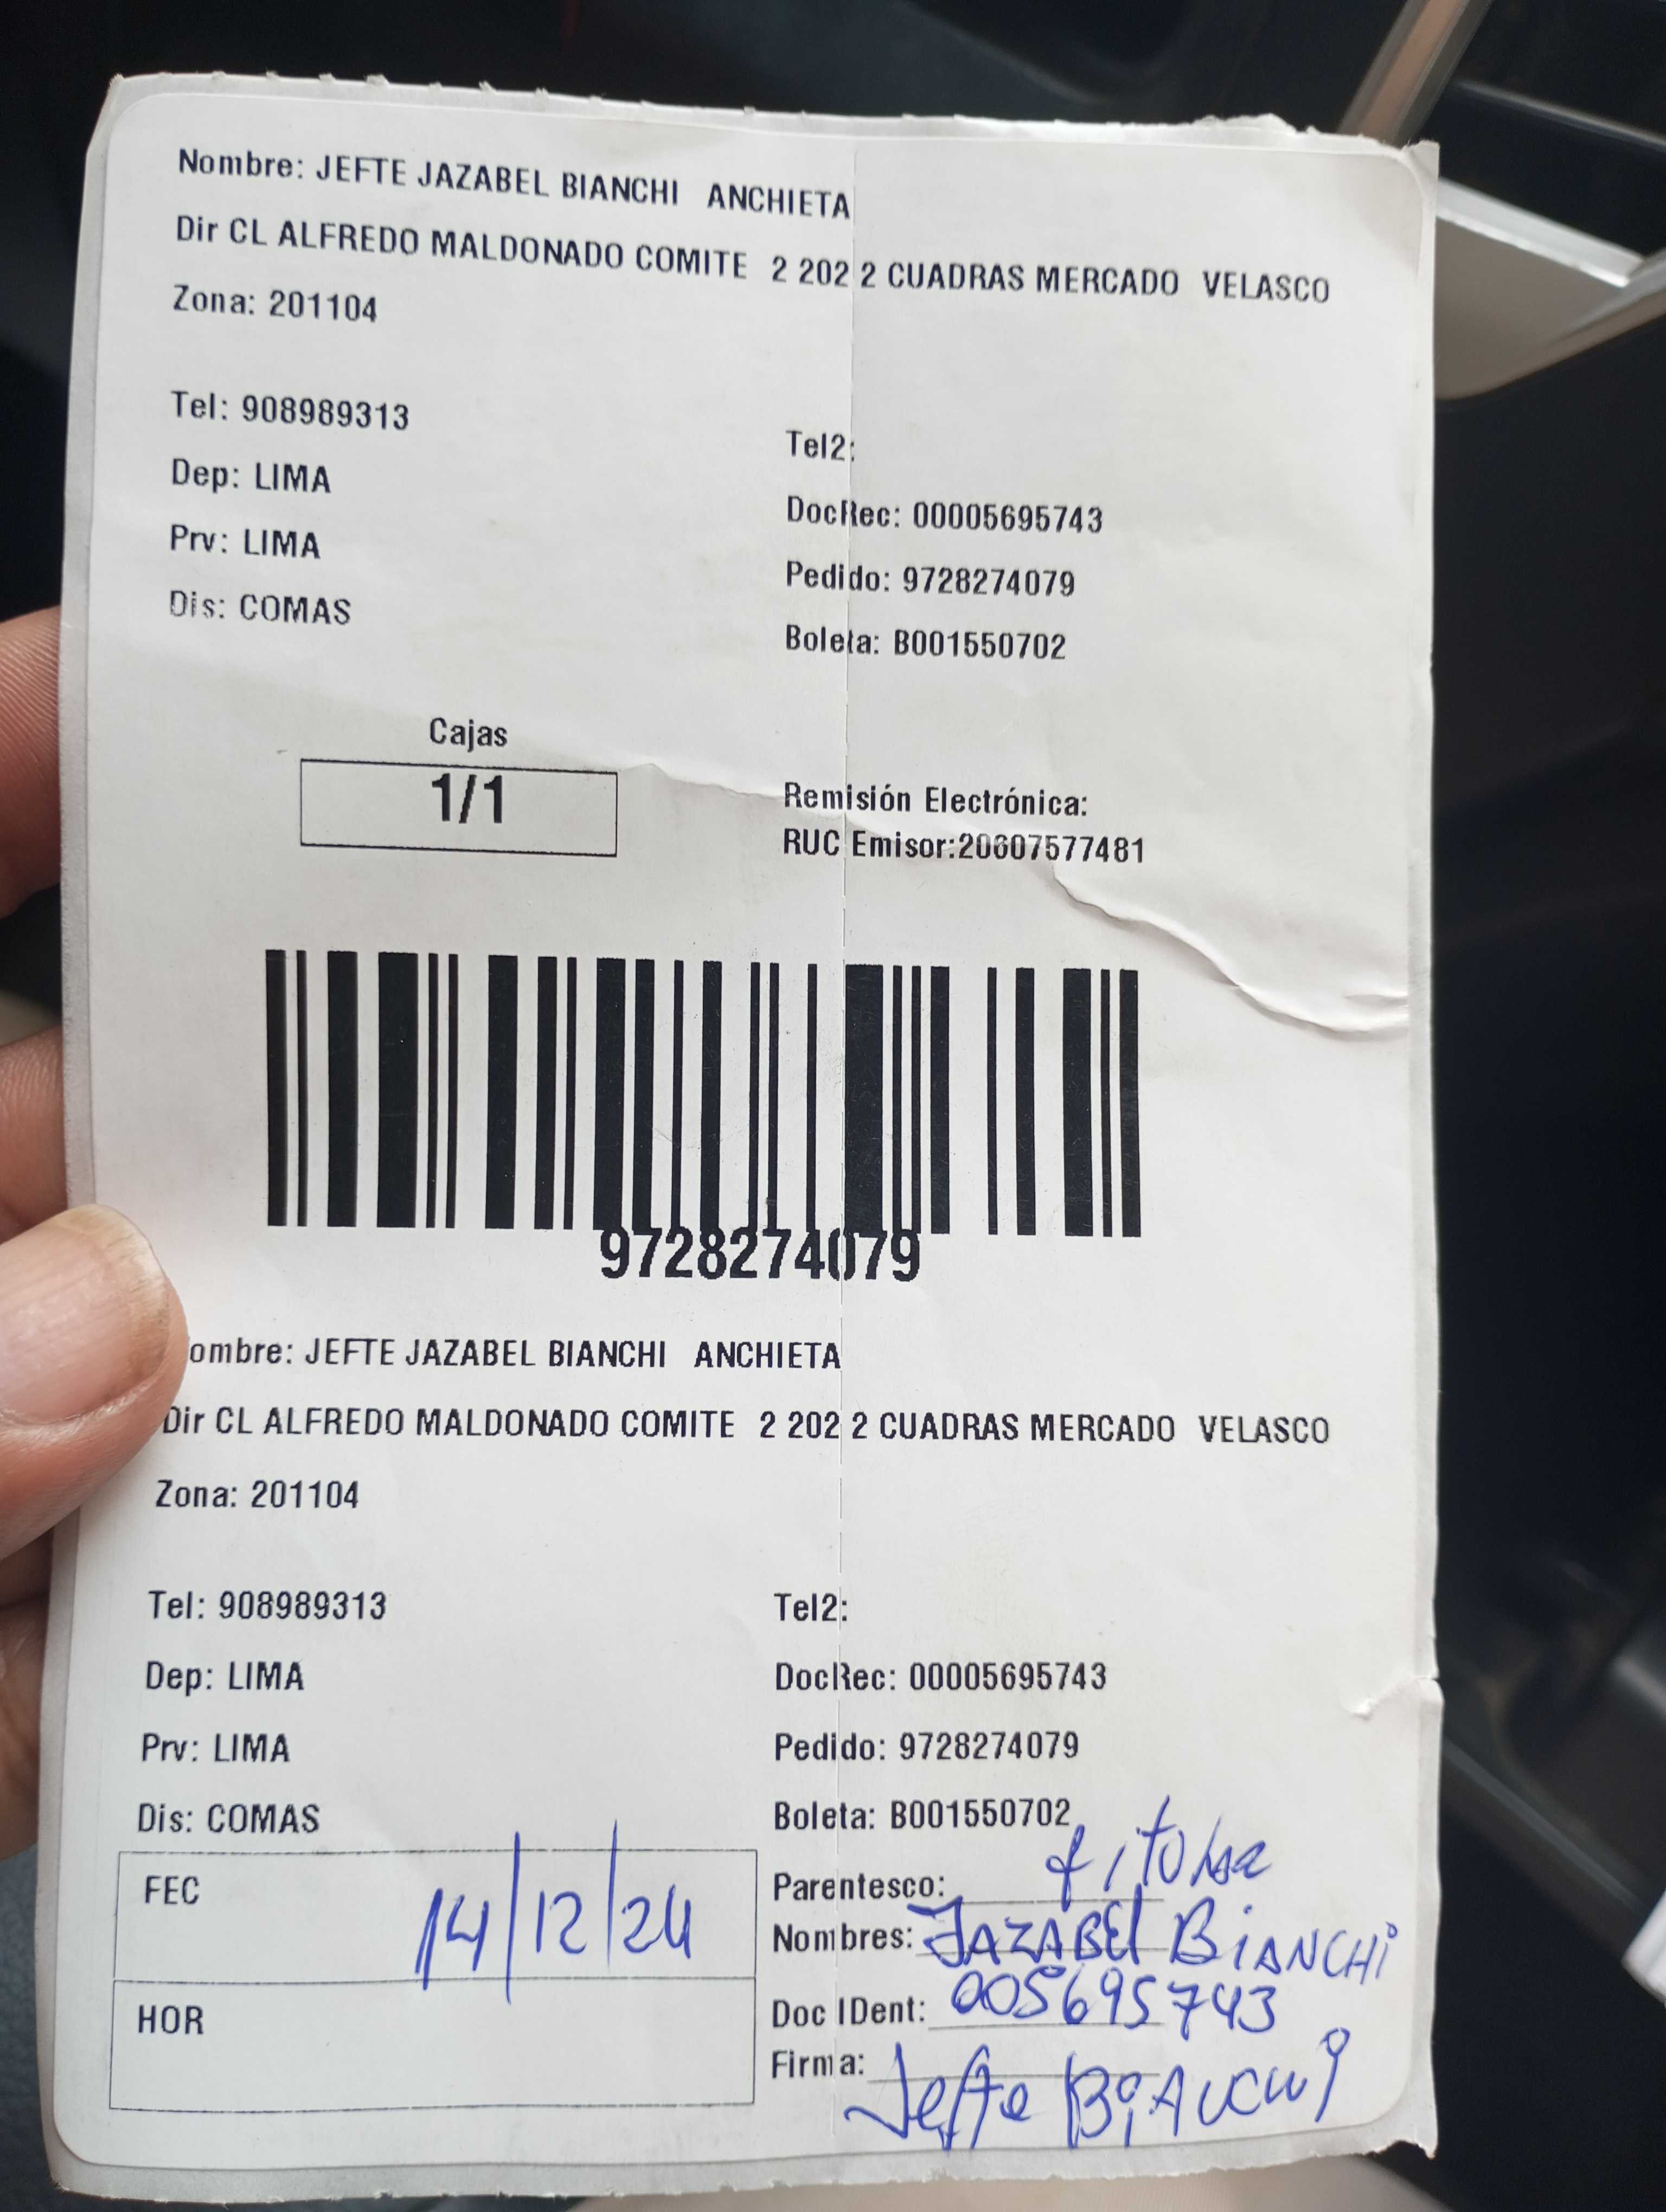 Nombre: JEFTE JAZABEL BIANCHI ANCHIETA
Dir CL ALFREDO MALDONADO COMITE 2 202 2 CUADRAS MERCADO VELASCO
Zona: 201104
Tel: 908989313
Tel2:
Dep: LIMA
DocRec: 00005695743
Prv: LIMA
Pedido: 9728274079
Dis: COMAS
Boleta: B001550702
Cajas
1/1
Remisión Electrónica:
RUC Emisor:20607577481
9728274079
ombre: JEFTE JAZABEL BIANCHI ANCHIETA
Dir CL ALFREDO MALDONADO COMITE 2 202 2 CUADRAS MERCADO VELASCO
Zona: 201104
Tel: 908989313
Tel2:
Dep: LIMA
DocRec: 00005695743
Prv: LIMA
Pedido: 9728274079
Dis: COMAS
Boleta: B001550702
FEC 14/12/24
Parentesco:
Nombres: JAZABEl BiANCHi
HOR
Doc IDent: 005695743
Firma: Jefte BiANCHi